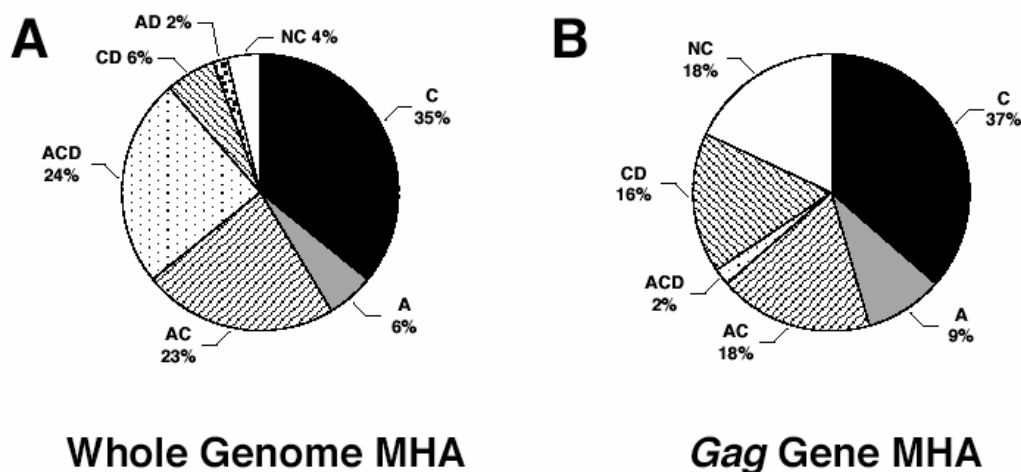 A
AD 2%
NC 4%
CD 6%
C
35%
ACD
24%
A
6%
AC
23%
Whole Genome MHA
B
NC
18%
C
37%
CD
16%
ACD
2%
A
9%
AC
18%
Gag Gene MHA